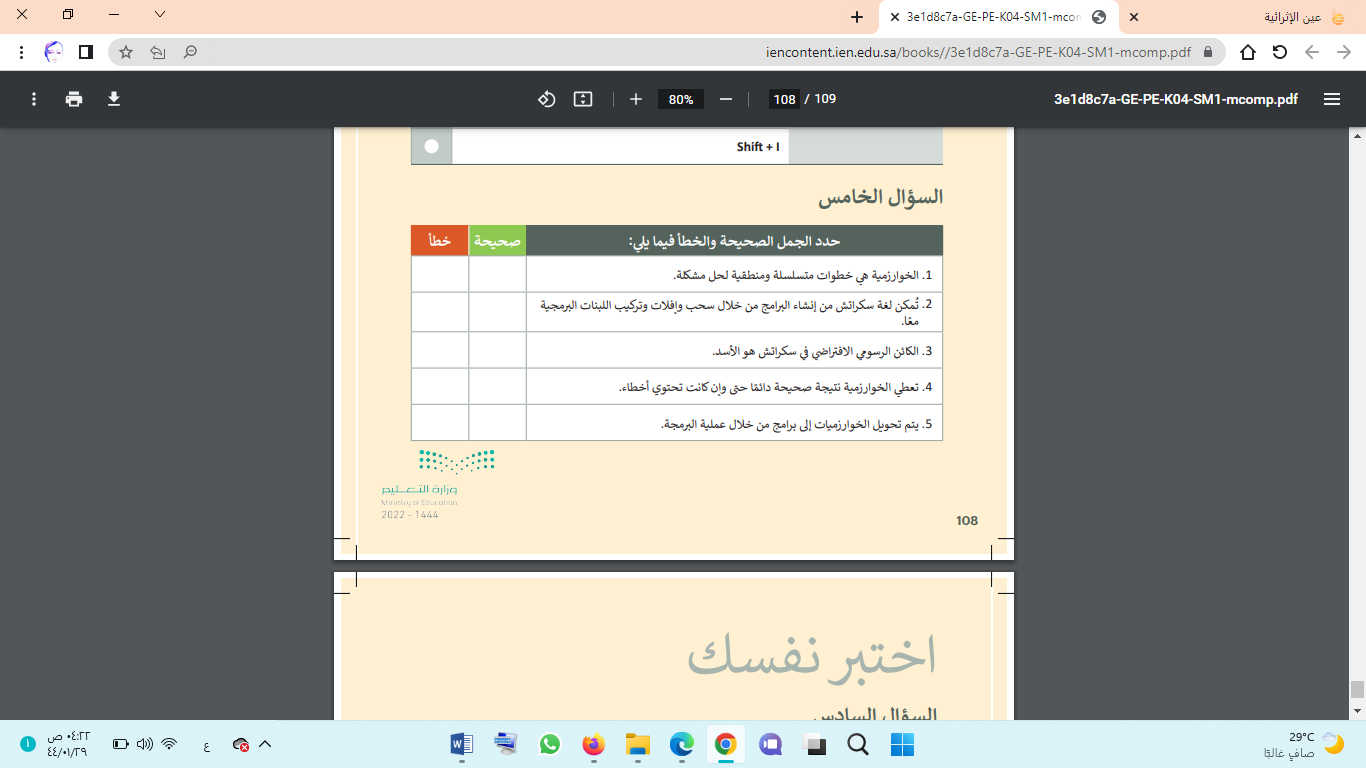 عين الإثرائية
3e1d8c7a-GE-PE-K04-SM1-mcom
iencontent.ien.edu.sa/books//3e1d8c7a-GE-PE-K04-SM1-mcomp.pdf
3e1d8c7a-GE-PE-K04-SM1-mcomp.pdf
109 / 108
80%
Shift + I
السؤال الخامس
حدد الجمل الصحيحة والخطأ فيما يلي: صحيحة خطأ
1. الخوارزمية هي خطوات متسلسلة ومنطقية لحل مشكلة.
2. تُمكن لغة سكراتش من إنشاء البرامج من خلال سحب وإفلات وتركيب اللبنات البرمجية
معًا.
3. الكائن الرسومي الافتراضي في سكراتش هو الأسد.
4. تعطي الخوارزمية نتيجة صحيحة دائمًا حتى وإن كانت تحتوي أخطاء.
5. يتم تحويل الخوارزميات إلى برامج من خلال عملية البرمجة.
وزارة التعليم
Ministry of Education
2022 - 1444
108
اختبر نفسك
السؤال السادس
29°C
صافٍ غالبًا
ع
٠٤:٢٢ ص
٤٤/٠١/٢٩
١